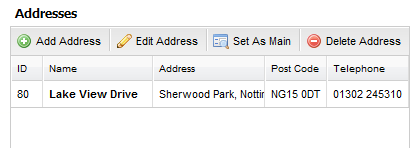 Addresses
Add Address Edit Address Set As Main Delete Address
ID Name Address Post Code Telephone
80 Lake View Drive Sherwood Park, Nottin NG15 0DT 01302 245310